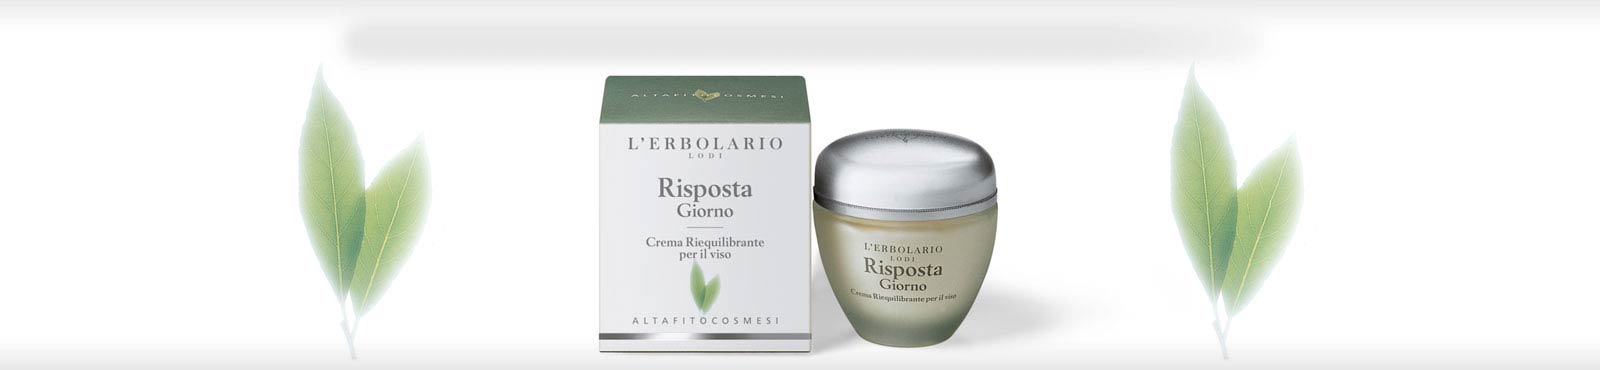 ALTAFITOCOSMESI
L'ERBOLARIO
LODI
Risposta
Giorno
Crema Riequilibrante
per il viso
ALTAFITOCOSMESI
L'ERBOLARIO
LODI
Risposta
Giorno
Crema Riequilibrante per il viso